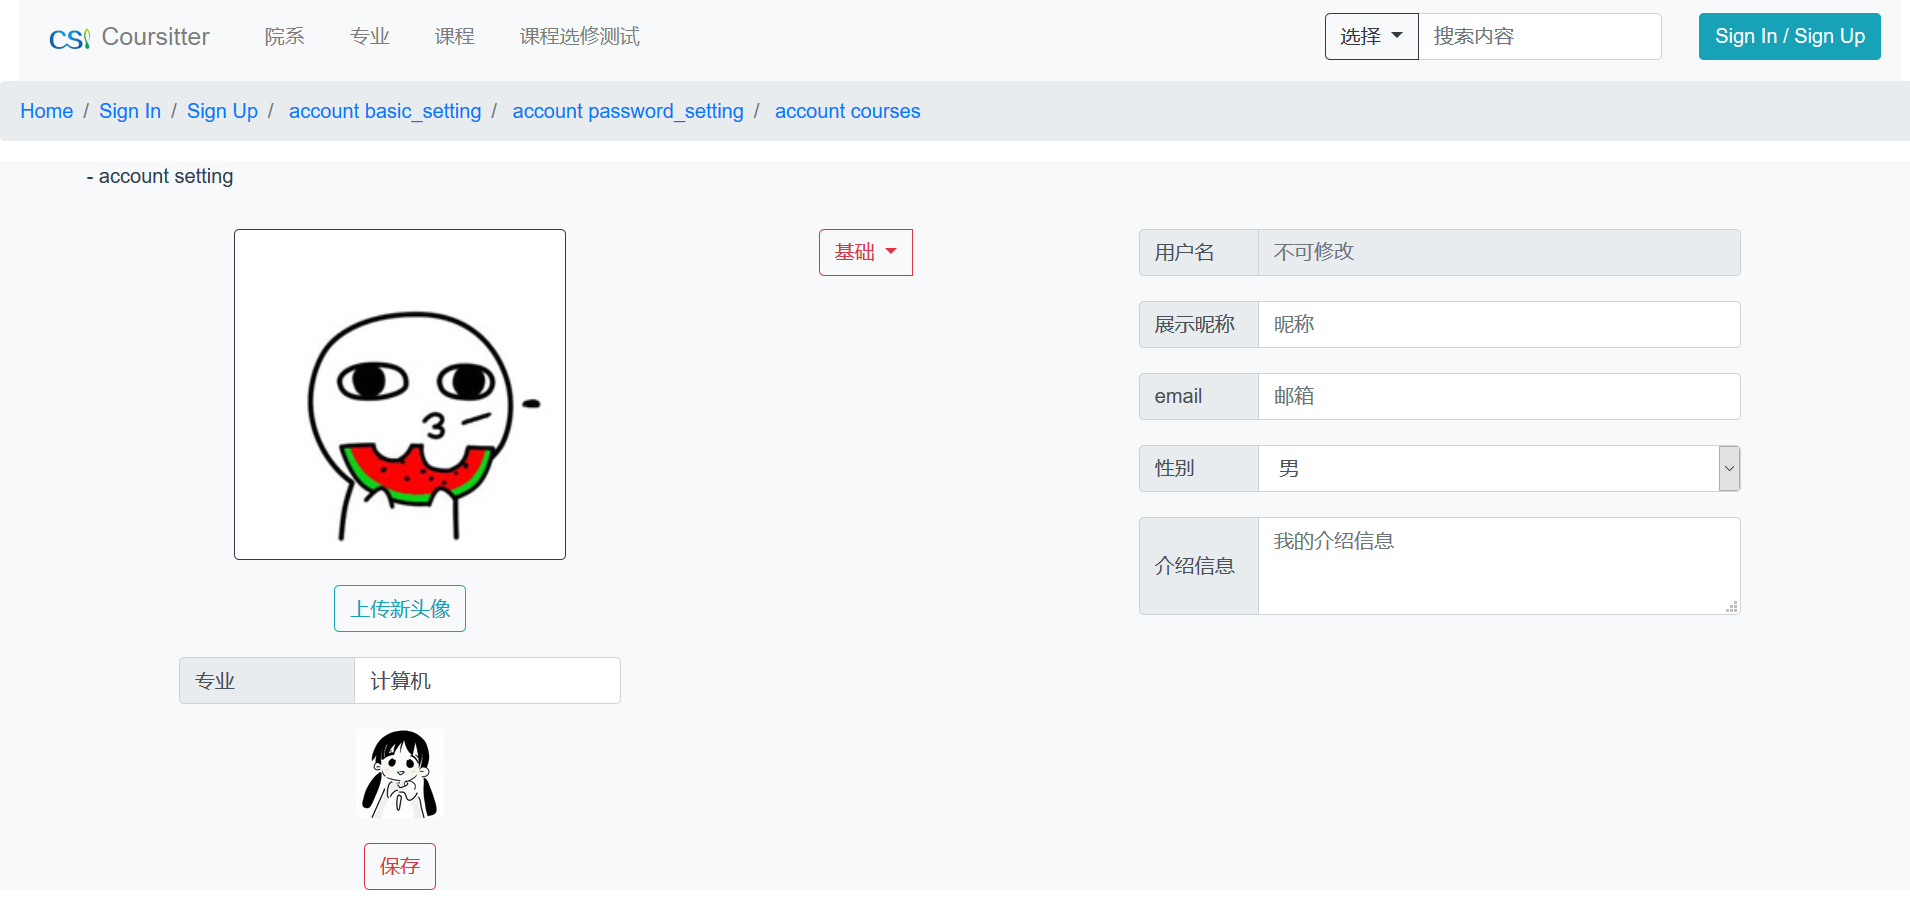 CSI Coursitter 院系 专业 课程 课程选修测试 选择 搜索内容 Sign In / Sign Up
Home / Sign In / Sign Up / account basic_setting / account password_setting / account courses
- account setting
基础
用户名 不可修改
展示昵称 昵称
email 邮箱
性别 男
介绍信息 我的介绍信息
上传新头像
专业 计算机
保存